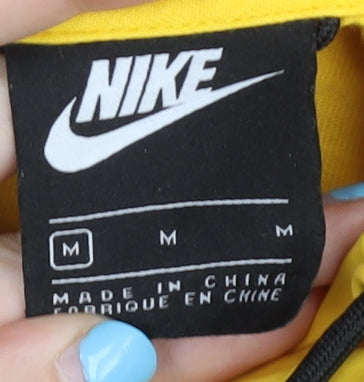 NIKE
M M M
MADE IN CHINA
FABRIQUE EN CHINE